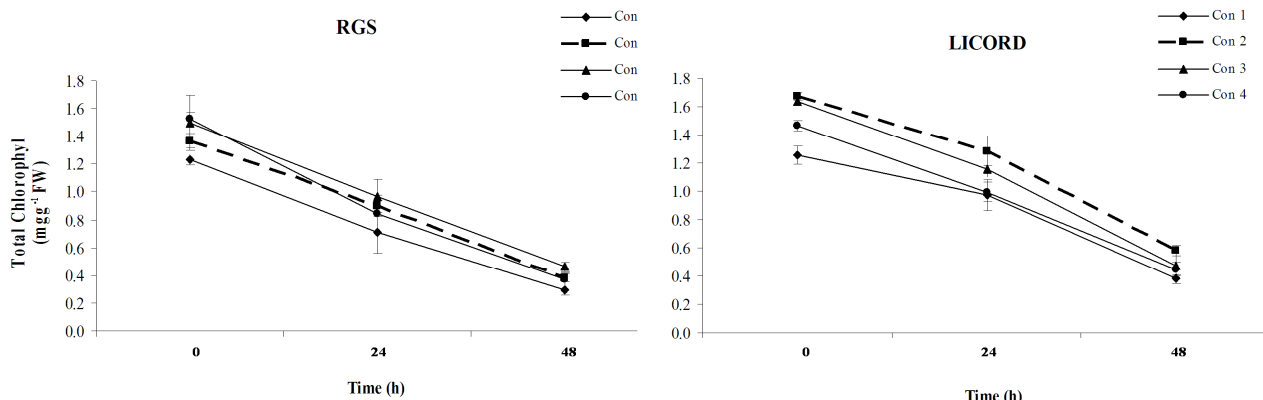 RGS
Con
Con
Con
Con
Total Chlorophyl
(mgg⁻¹ FW)
1.8
1.6
1.4
1.2
1.0
0.8
0.6
0.4
0.2
0.0
0 24 48
Time (h)
LICORD
Con 1
Con 2
Con 3
Con 4
1.8
1.6
1.4
1.2
1.0
0.8
0.6
0.4
0.2
0.0
0 24 48
Time (h)